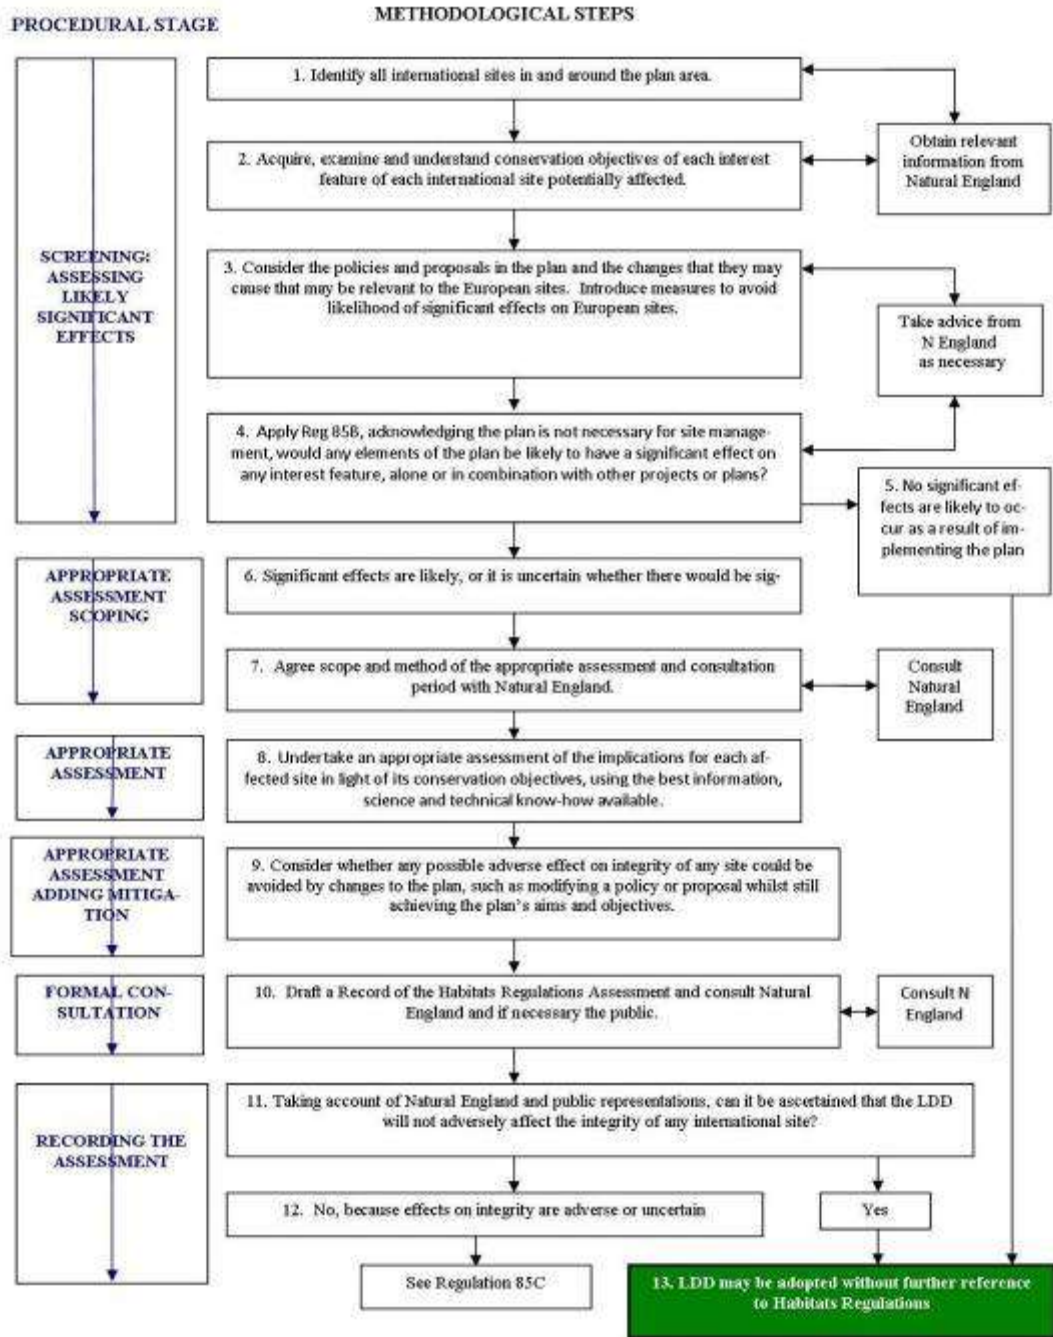 PROCEDURAL STAGE
METHODOLOGICAL STEPS
SCREENING:
ASSESSING
LIKELY
SIGNIFICANT
EFFECTS
1. Identify all international sites in and around the plan area.
Obtain relevant
information from
Natural England
2. Acquire, examine and understand conservation objectives of each interest
feature of each international site potentially affected.
3. Consider the policies and proposals in the plan and the changes that they may
cause that may be relevant to the European sites. Introduce measures to avoid
likelihood of significant effects on European sites.
Take advice from
N England
as necessary
4. Apply Reg 85B, acknowledging the plan is not necessary for site manage-
ment, would any elements of the plan be likely to have a significant effect on
any interest feature, alone or in combination with other projects or plans?
5. No significant ef-
fects are likely to oc-
cur as a result of im-
plementing the plan
APPROPRIATE
ASSESSMENT
SCOPING
6. Significant effects are likely, or it is uncertain whether there would be sig-
7. Agree scope and method of the appropriate assessment and consultation
period with Natural England.
Consult
Natural
England
APPROPRIATE
ASSESSMENT
8. Undertake an appropriate assessment of the implications for each af-
fected site in light of its conservation objectives, using the best information,
science and technical know-how available.
APPROPRIATE
ASSESSMENT
ADDING MITIGA-
TION
9. Consider whether any possible adverse effect on integrity of any site could be
avoided by changes to the plan, such as modifying a policy or proposal whilst still
achieving the plan's aims and objectives.
FORMAL CON-
SULTATION
10. Draft a Record of the Habitats Regulations Assessment and consult Natural
England and if necessary the public.
Consult N
England
RECORDING THE
ASSESSMENT
11. Taking account of Natural England and public representations, can it be ascertained that the LDD
will not adversely affect the integrity of any international site?
12. No, because effects on integrity are adverse or uncertain
Yes
See Regulation 85C
13. LDD may be adopted without further reference
to Habitats Regulations